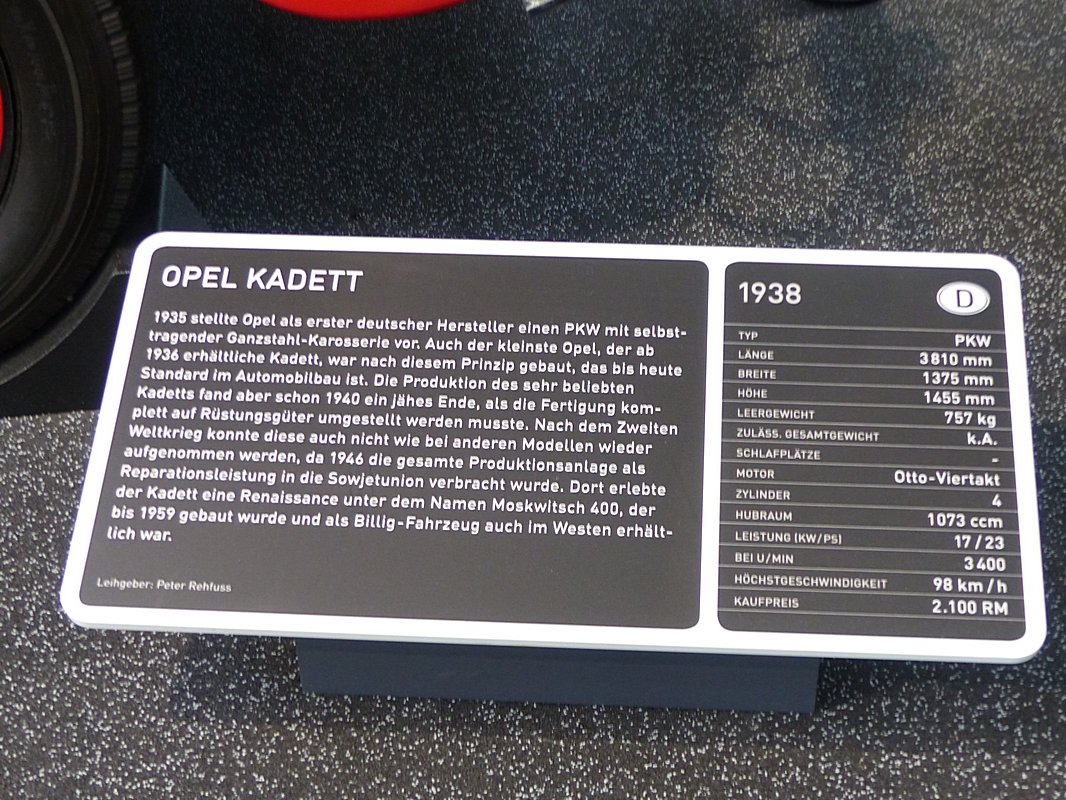 OPEL KADETT
1935 stellte Opel als erster deutscher Hersteller einen PKW mit selbst-
tragender Ganzstahl-Karosserie vor. Auch der kleinste Opel, der ab
1936 erhältliche Kadett, war nach diesem Prinzip gebaut, das bis heute
Standard im Automobilbau ist. Die Produktion des sehr beliebten
Kadetts fand aber schon 1940 ein jähes Ende, als die Fertigung kom-
plett auf Rüstungsgüter umgestellt werden musste. Nach dem Zweiten
Weltkrieg konnte diese auch nicht wie bei anderen Modellen wieder
aufgenommen werden, da 1946 die gesamte Produktionsanlage als
Reparationsleistung in die Sowjetunion verbracht wurde. Dort erlebte
der Kadett eine Renaissance unter dem Namen Moskwitsch 400, der
bis 1959 gebaut wurde und als Billig-Fahrzeug auch im Westen erhält-
lich war.
Leihgeber: Peter Rehfuss
1938 D
TYP PKW
LÄNGE 3810 mm
BREITE 1375 mm
HÖHE 1455 mm
LEERGEWICHT 757 kg
ZULÄSS. GESAMTGEWICHT k.A.
SCHLAFPLÄTZE -
MOTOR Otto-Viertakt
ZYLINDER 4
HUBRAUM 1073 ccm
LEISTUNG (KW/PS) 17/23
BEI U/MIN 3400
HÖCHSTGESCHWINDIGKEIT 98 km/h
KAUFPREIS 2.100 RM